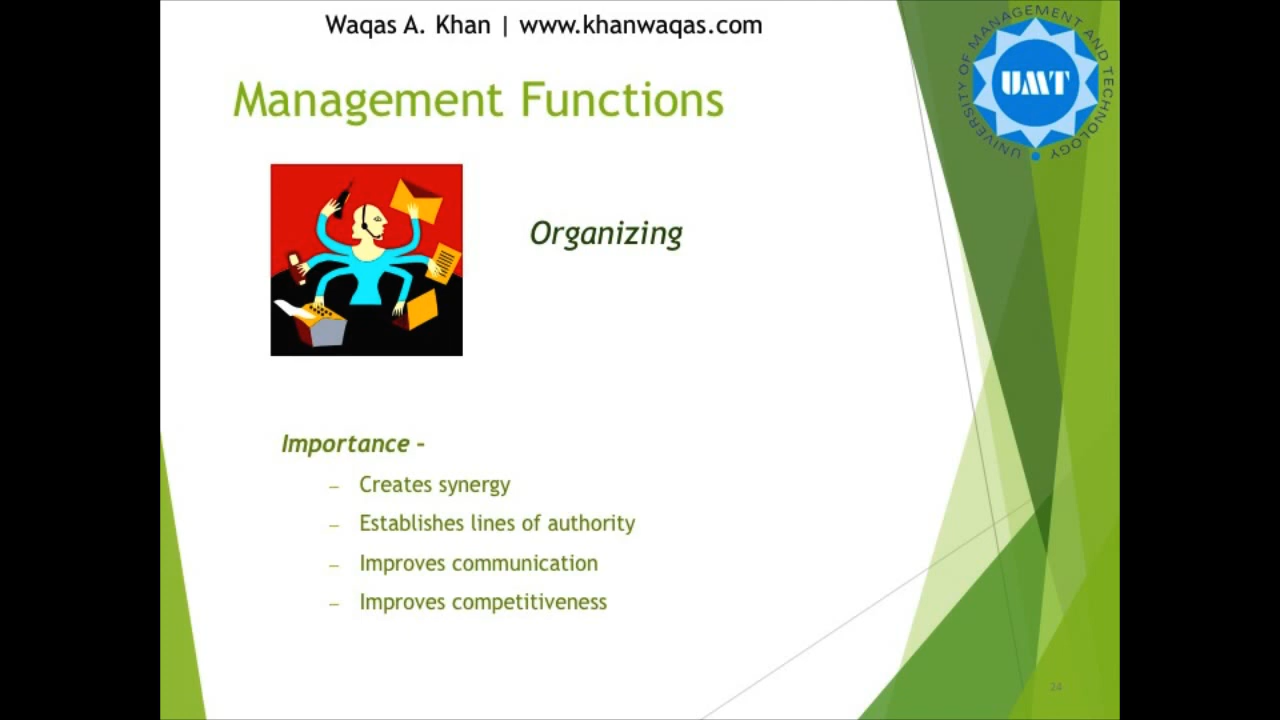 Waqas A. Khan | www.khanwaqas.com
UNIVERSITY OF MANAGEMENT AND TECHNOLOGY
UMT
Management Functions
Organizing
Importance –
– Creates synergy
– Establishes lines of authority
– Improves communication
– Improves competitiveness
24